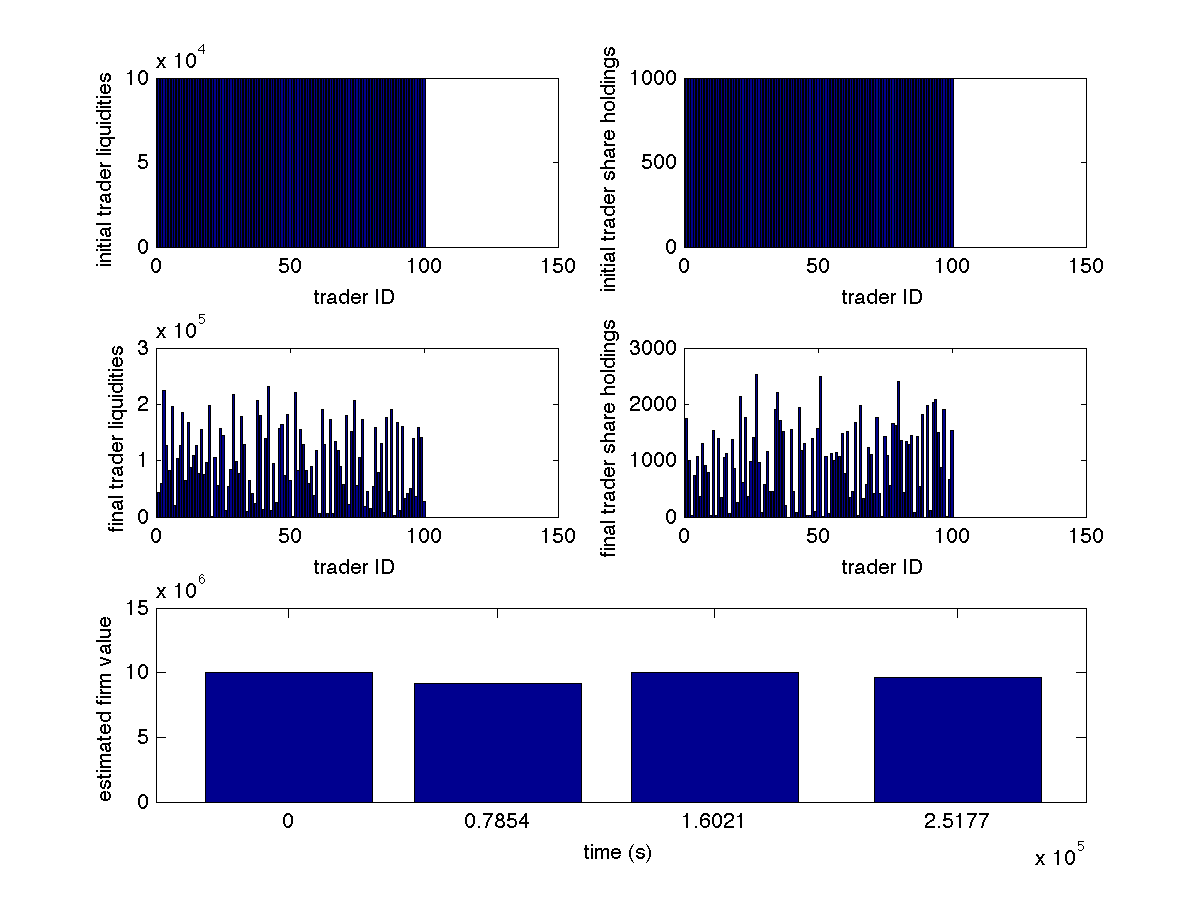 x 10^4
10
5
0
0 50 100 150
initial trader liquidities
trader ID
1000
500
0
0 50 100 150
initial trader share holdings
trader ID
x 10^5
3
2
1
0
0 50 100 150
final trader liquidities
trader ID
3000
2000
1000
0
0 50 100 150
final trader share holdings
trader ID
x 10^6
15
10
5
0
0 0.7854 1.6021 2.5177
estimated firm value
time (s)
x 10^5